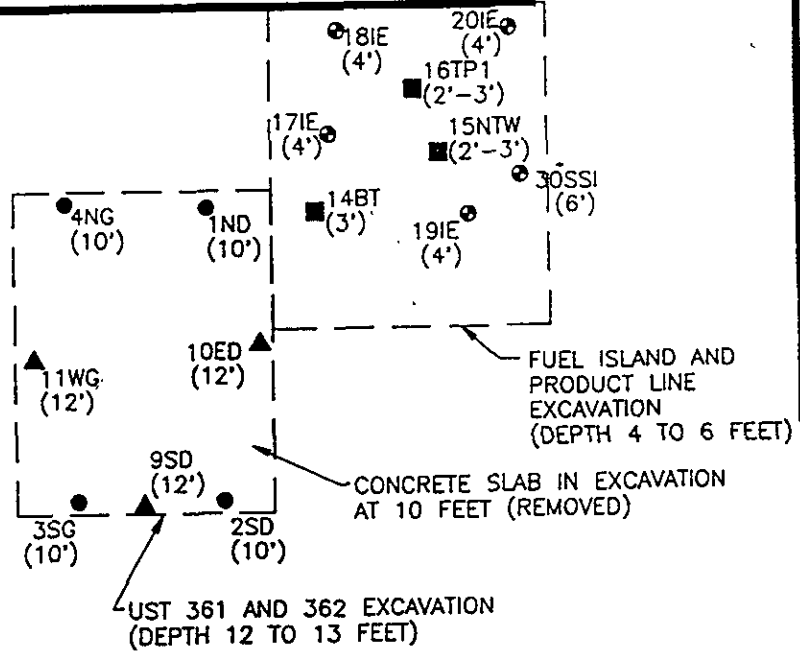 18IE
(4')
20IE
(4')
16TP1
(2'-3')
17IE
(4')
15NTW
(2'-3')
30SSI
(6')
14BT
(3')
19IE
(4')
4NG
(10')
1ND
(10')
10ED
(12')
11WG
(12')
FUEL ISLAND AND
PRODUCT LINE
EXCAVATION
(DEPTH 4 TO 6 FEET)
9SD
(12')
CONCRETE SLAB IN EXCAVATION
AT 10 FEET (REMOVED)
3SG
(10')
2SD
(10')
UST 361 AND 362 EXCAVATION
(DEPTH 12 TO 13 FEET)